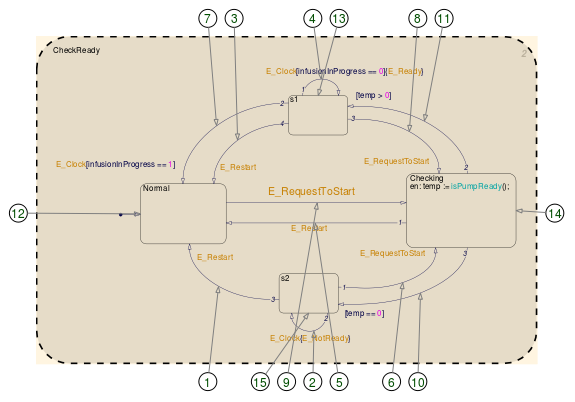 7
3
4
13
8
11
CheckReady
2
E_Clock[infusionInProgress == 0]{E_Ready}
1
s1
[temp > 0]
2
3
4
E_RequestToStart
2
E_Clock[infusionInProgress == 1]
E_Restart
Checking
en: temp := isPumpReady();
Normal
E_RequestToStart
12
14
1
E_Restart
E_RequestToStart
E_Restart
3
s2
1
3
2
[temp == 0]
E_Clock{E_NotReady}
1
15
9
2
5
6
10